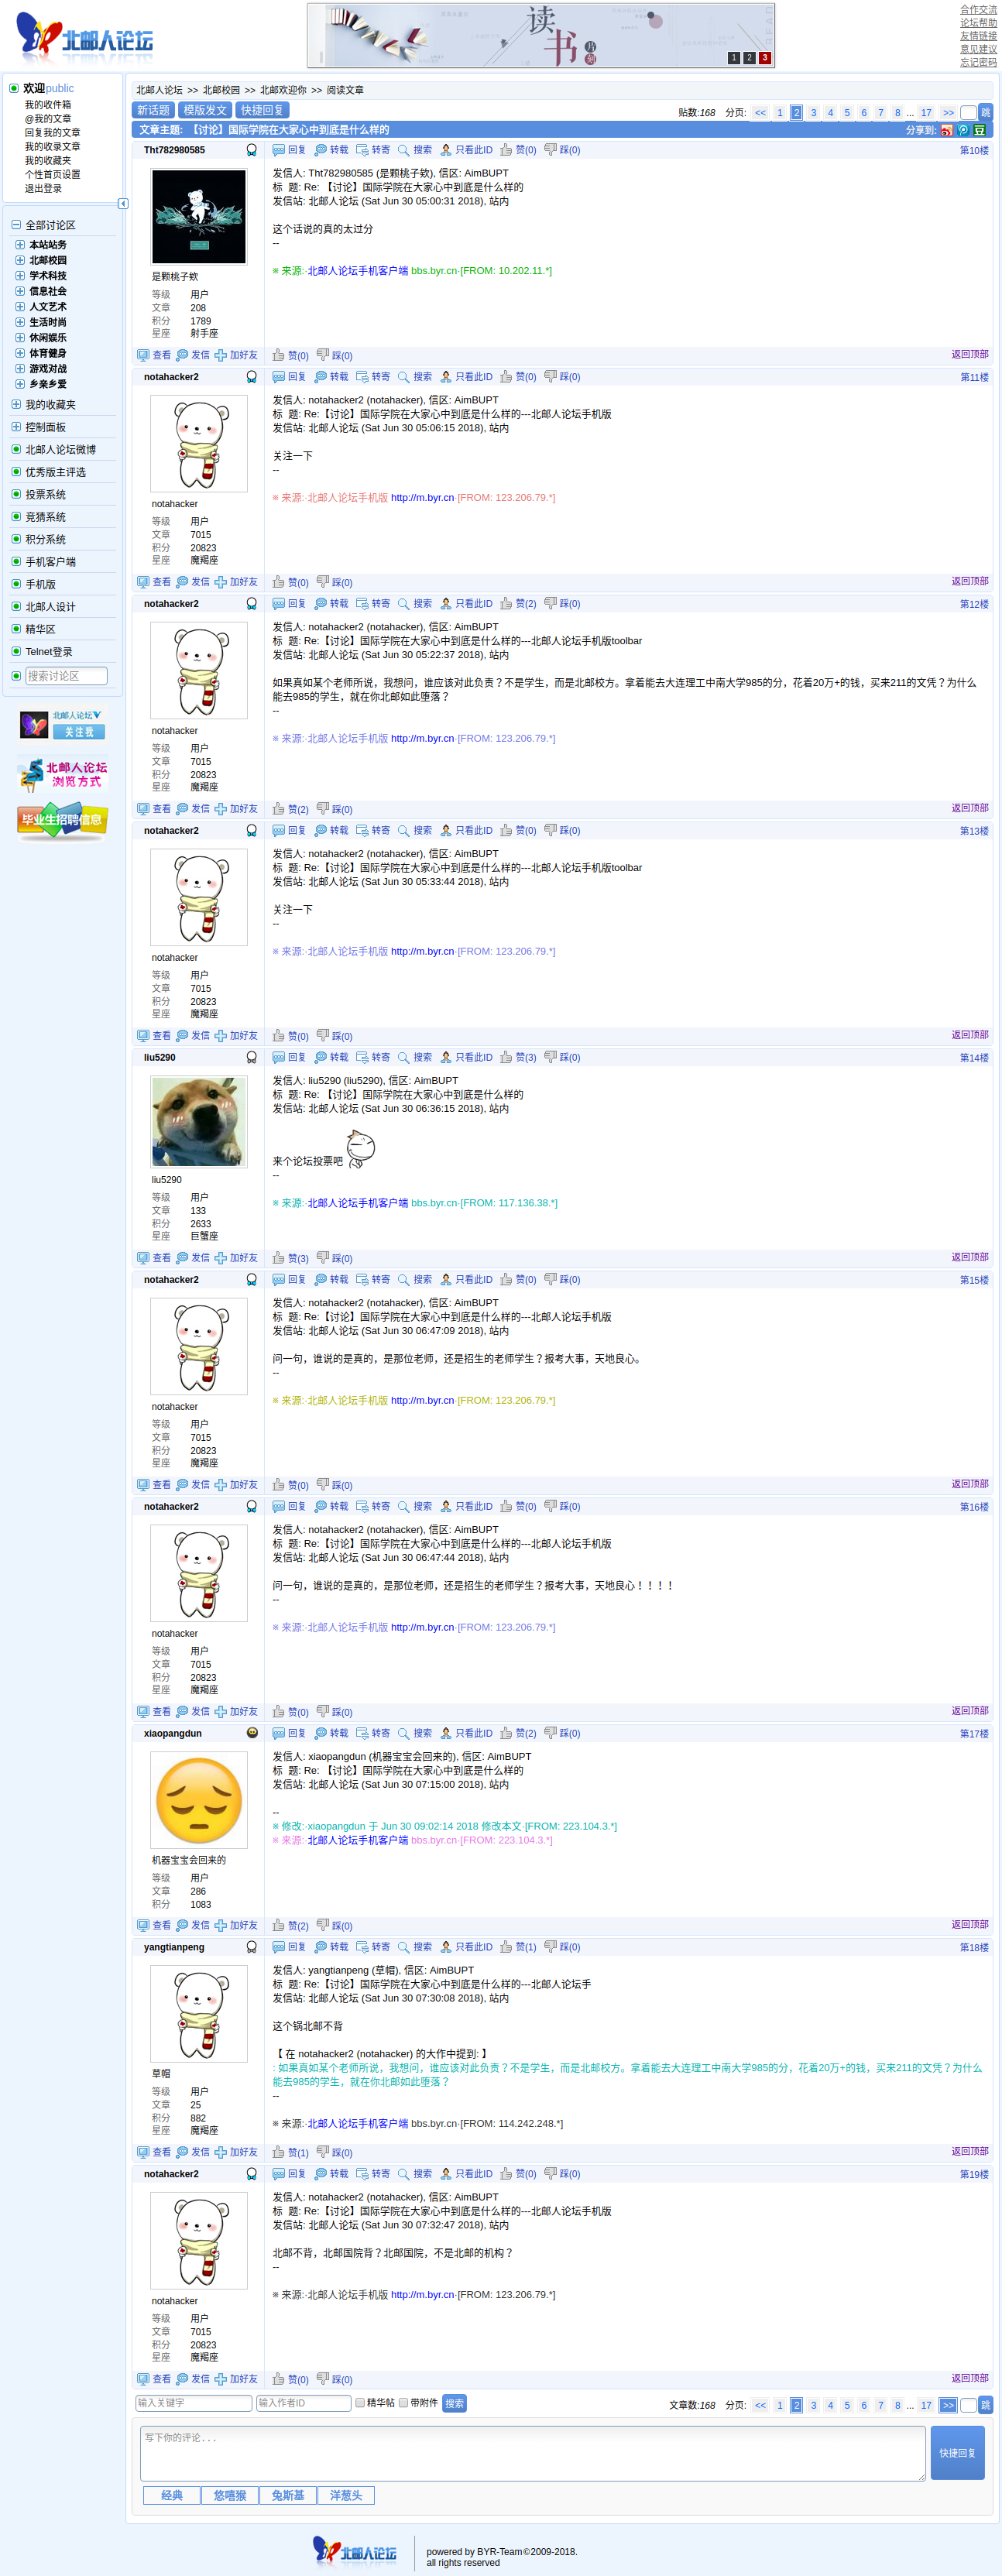 北邮人论坛
读书
1 2 3
合作交流
论坛帮助
友情链接
意见建议
忘记密码
欢迎public
我的收件箱
@我的文章
回复我的文章
我的收录文章
我的收藏夹
个性首页设置
退出登录
全部讨论区
本站站务
北邮校园
学术科技
信息社会
人文艺术
生活时尚
休闲娱乐
体育健身
游戏对战
乡亲乡爱
我的收藏夹
控制面板
北邮人论坛微博
优秀版主评选
投票系统
竞猜系统
积分系统
手机客户端
手机版
北邮人设计
精华区
Telnet登录
搜索讨论区
北邮人论坛
关注我
北邮人论坛
浏览方式
毕业生招聘信息
北邮人论坛 >> 北邮校园 >> 北邮欢迎你 >> 阅读文章
新话题 模版发文 快捷回复
贴数:168 分页: << 1 2 3 4 5 6 7 8 ... 17 >> 跳
文章主题: 【讨论】国际学院在大家心中到底是什么样的 分享到:
Tht782980585 回复 转载 转寄 搜索 只看此ID 赞(0) 踩(0) 第10楼
是颗桃子欸
等级 用户
文章 208
积分 1789
星座 射手座
发信人: Tht782980585 (是颗桃子欸), 信区: AimBUPT
标 题: Re: 【讨论】国际学院在大家心中到底是什么样的
发信站: 北邮人论坛 (Sat Jun 30 05:00:31 2018), 站内
这个话说的真的太过分
--
※ 来源:·北邮人论坛手机客户端 bbs.byr.cn·[FROM: 10.202.11.*]
查看 发信 加好友 赞(0) 踩(0) 返回顶部
notahacker2 回复 转载 转寄 搜索 只看此ID 赞(0) 踩(0) 第11楼
notahacker
等级 用户
文章 7015
积分 20823
星座 魔羯座
发信人: notahacker2 (notahacker), 信区: AimBUPT
标 题: Re:【讨论】国际学院在大家心中到底是什么样的---北邮人论坛手机版
发信站: 北邮人论坛 (Sat Jun 30 05:06:15 2018), 站内
关注一下
--
※ 来源:·北邮人论坛手机版 http://m.byr.cn·[FROM: 123.206.79.*]
查看 发信 加好友 赞(0) 踩(0) 返回顶部
notahacker2 回复 转载 转寄 搜索 只看此ID 赞(2) 踩(0) 第12楼
notahacker
等级 用户
文章 7015
积分 20823
星座 魔羯座
发信人: notahacker2 (notahacker), 信区: AimBUPT
标 题: Re:【讨论】国际学院在大家心中到底是什么样的---北邮人论坛手机版toolbar
发信站: 北邮人论坛 (Sat Jun 30 05:22:37 2018), 站内
如果真如某个老师所说，我想问，谁应该对此负责？不是学生，而是北邮校方。拿着能去大连理工中南大学985的分，花着20万+的钱，买来211的文凭？为什么
能去985的学生，就在你北邮如此堕落？
--
※ 来源:·北邮人论坛手机版 http://m.byr.cn·[FROM: 123.206.79.*]
查看 发信 加好友 赞(2) 踩(0) 返回顶部
notahacker2 回复 转载 转寄 搜索 只看此ID 赞(0) 踩(0) 第13楼
notahacker
等级 用户
文章 7015
积分 20823
星座 魔羯座
发信人: notahacker2 (notahacker), 信区: AimBUPT
标 题: Re:【讨论】国际学院在大家心中到底是什么样的---北邮人论坛手机版toolbar
发信站: 北邮人论坛 (Sat Jun 30 05:33:44 2018), 站内
关注一下
--
※ 来源:·北邮人论坛手机版 http://m.byr.cn·[FROM: 123.206.79.*]
查看 发信 加好友 赞(0) 踩(0) 返回顶部
liu5290 回复 转载 转寄 搜索 只看此ID 赞(3) 踩(0) 第14楼
liu5290
等级 用户
文章 133
积分 2633
星座 巨蟹座
发信人: liu5290 (liu5290), 信区: AimBUPT
标 题: Re: 【讨论】国际学院在大家心中到底是什么样的
发信站: 北邮人论坛 (Sat Jun 30 06:36:15 2018), 站内
来个论坛投票吧
--
※ 来源:·北邮人论坛手机客户端 bbs.byr.cn·[FROM: 117.136.38.*]
查看 发信 加好友 赞(3) 踩(0) 返回顶部
notahacker2 回复 转载 转寄 搜索 只看此ID 赞(0) 踩(0) 第15楼
notahacker
等级 用户
文章 7015
积分 20823
星座 魔羯座
发信人: notahacker2 (notahacker), 信区: AimBUPT
标 题: Re:【讨论】国际学院在大家心中到底是什么样的---北邮人论坛手机版
发信站: 北邮人论坛 (Sat Jun 30 06:47:09 2018), 站内
问一句，谁说的是真的，是那位老师，还是招生的老师学生？报考大事，天地良心。
--
※ 来源:·北邮人论坛手机版 http://m.byr.cn·[FROM: 123.206.79.*]
查看 发信 加好友 赞(0) 踩(0) 返回顶部
notahacker2 回复 转载 转寄 搜索 只看此ID 赞(0) 踩(0) 第16楼
notahacker
等级 用户
文章 7015
积分 20823
星座 魔羯座
发信人: notahacker2 (notahacker), 信区: AimBUPT
标 题: Re:【讨论】国际学院在大家心中到底是什么样的---北邮人论坛手机版
发信站: 北邮人论坛 (Sat Jun 30 06:47:44 2018), 站内
问一句，谁说的是真的，是那位老师，还是招生的老师学生？报考大事，天地良心！！！！
--
※ 来源:·北邮人论坛手机版 http://m.byr.cn·[FROM: 123.206.79.*]
查看 发信 加好友 赞(0) 踩(0) 返回顶部
xiaopangdun 回复 转载 转寄 搜索 只看此ID 赞(2) 踩(0) 第17楼
机器宝宝会回来的
等级 用户
文章 286
积分 1083
发信人: xiaopangdun (机器宝宝会回来的), 信区: AimBUPT
标 题: Re: 【讨论】国际学院在大家心中到底是什么样的
发信站: 北邮人论坛 (Sat Jun 30 07:15:00 2018), 站内
--
※ 修改:·xiaopangdun 于 Jun 30 09:02:14 2018 修改本文·[FROM: 223.104.3.*]
※ 来源:·北邮人论坛手机客户端 bbs.byr.cn·[FROM: 223.104.3.*]
查看 发信 加好友 赞(2) 踩(0) 返回顶部
yangtianpeng 回复 转载 转寄 搜索 只看此ID 赞(1) 踩(0) 第18楼
草帽
等级 用户
文章 25
积分 882
星座 魔羯座
发信人: yangtianpeng (草帽), 信区: AimBUPT
标 题: Re:【讨论】国际学院在大家心中到底是什么样的---北邮人论坛手
发信站: 北邮人论坛 (Sat Jun 30 07:30:08 2018), 站内
这个锅北邮不背
【 在 notahacker2 (notahacker) 的大作中提到: 】
: 如果真如某个老师所说，我想问，谁应该对此负责？不是学生，而是北邮校方。拿着能去大连理工中南大学985的分，花着20万+的钱，买来211的文凭？为什么
能去985的学生，就在你北邮如此堕落？
--
※ 来源:·北邮人论坛手机客户端 bbs.byr.cn·[FROM: 114.242.248.*]
查看 发信 加好友 赞(1) 踩(0) 返回顶部
notahacker2 回复 转载 转寄 搜索 只看此ID 赞(0) 踩(0) 第19楼
notahacker
等级 用户
文章 7015
积分 20823
星座 魔羯座
发信人: notahacker2 (notahacker), 信区: AimBUPT
标 题: Re:【讨论】国际学院在大家心中到底是什么样的---北邮人论坛手机版
发信站: 北邮人论坛 (Sat Jun 30 07:32:47 2018), 站内
北邮不背，北邮国院背？北邮国院，不是北邮的机构？
--
※ 来源:·北邮人论坛手机版 http://m.byr.cn·[FROM: 123.206.79.*]
查看 发信 加好友 赞(0) 踩(0) 返回顶部
输入关键字 输入作者ID 精华帖 带附件 搜索
文章数:168 分页: << 1 2 3 4 5 6 7 8 ... 17 >> 跳
写下你的评论...
快捷回复
经典 悠嘻猴 兔斯基 洋葱头
北邮人论坛
powered by BYR-Team©2009-2018.
all rights reserved